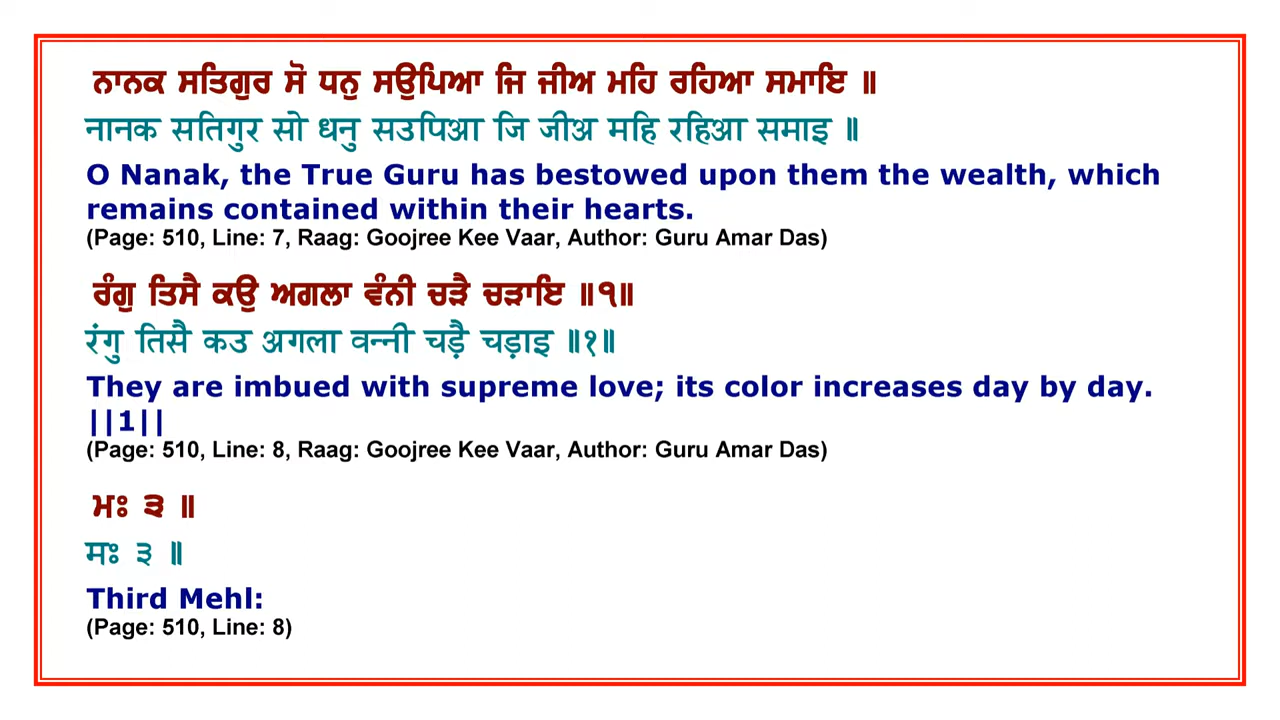 ਨਾਨਕ ਸਤਿਗੁਰ ਸੋ ਧਨੁ ਸਉਪਿਆ ਜਿ ਜੀਅ ਮਹਿ ਰਹਿਆ ਸਮਾਇ ॥
नानक सतिगुर सो धनु सउपिआ जि जीअ महि रहिआ समाइ ॥
O Nanak, the True Guru has bestowed upon them the wealth, which
remains contained within their hearts.
(Page: 510, Line: 7, Raag: Goojree Kee Vaar, Author: Guru Amar Das)
ਰੰਗੁ ਤਿਸੈ ਕਉ ਅਗਲਾ ਵੰਨੀ ਚੜੈ ਚੜਾਇ ॥੧॥
रंगु तिसै कउ अगला वन्नी चड़ै चड़ाइ ॥१॥
They are imbued with supreme love; its color increases day by day.
||1||
(Page: 510, Line: 8, Raag: Goojree Kee Vaar, Author: Guru Amar Das)
ਮਃ ੩ ॥
मः ३ ॥
Third Mehl:
(Page: 510, Line: 8)